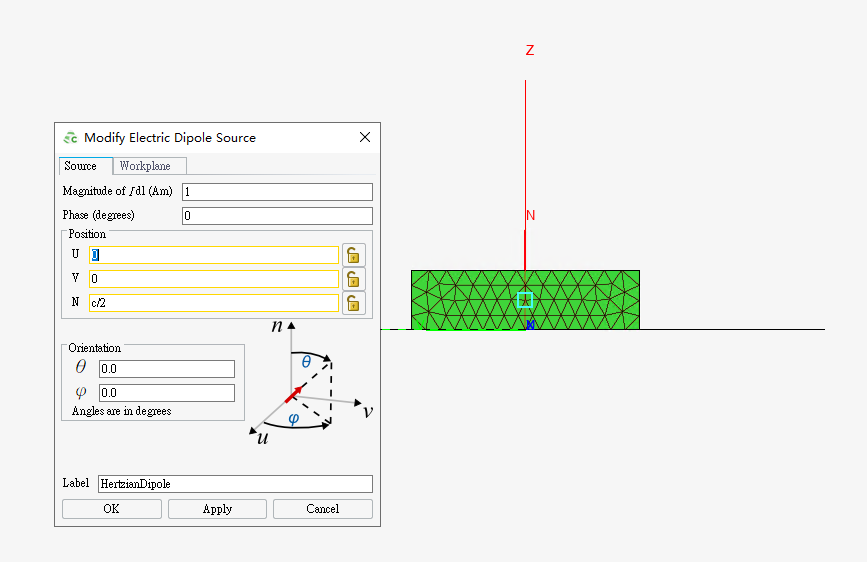 Z
Modify Electric Dipole Source
Source Workplane
Magnitude of ∫dl (Am) 1
Phase (degrees) 0
N
Position
U 0
V 0
N c/2
n
Orientation
θ 0.0
φ 0.0
Angles are in degrees
θ
v
φ
u
Label HertzianDipole
OK Apply Cancel